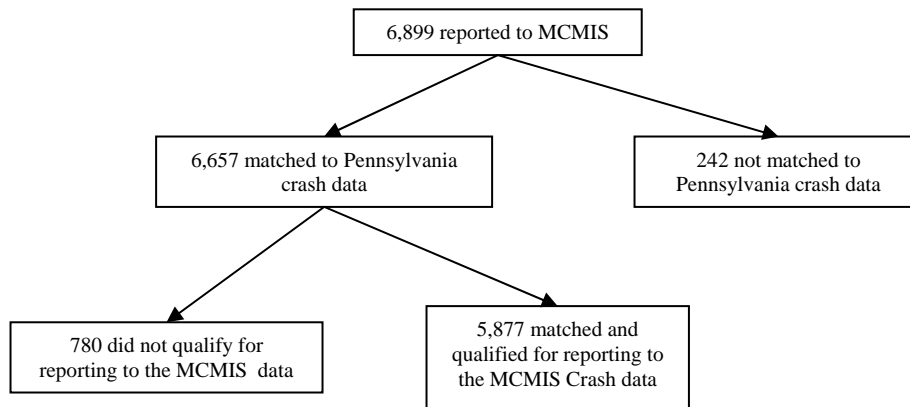 6,899 reported to MCMIS
6,657 matched to Pennsylvania
crash data
242 not matched to
Pennsylvania crash data
780 did not qualify for
reporting to the MCMIS data
5,877 matched and
qualified for reporting to
the MCMIS Crash data